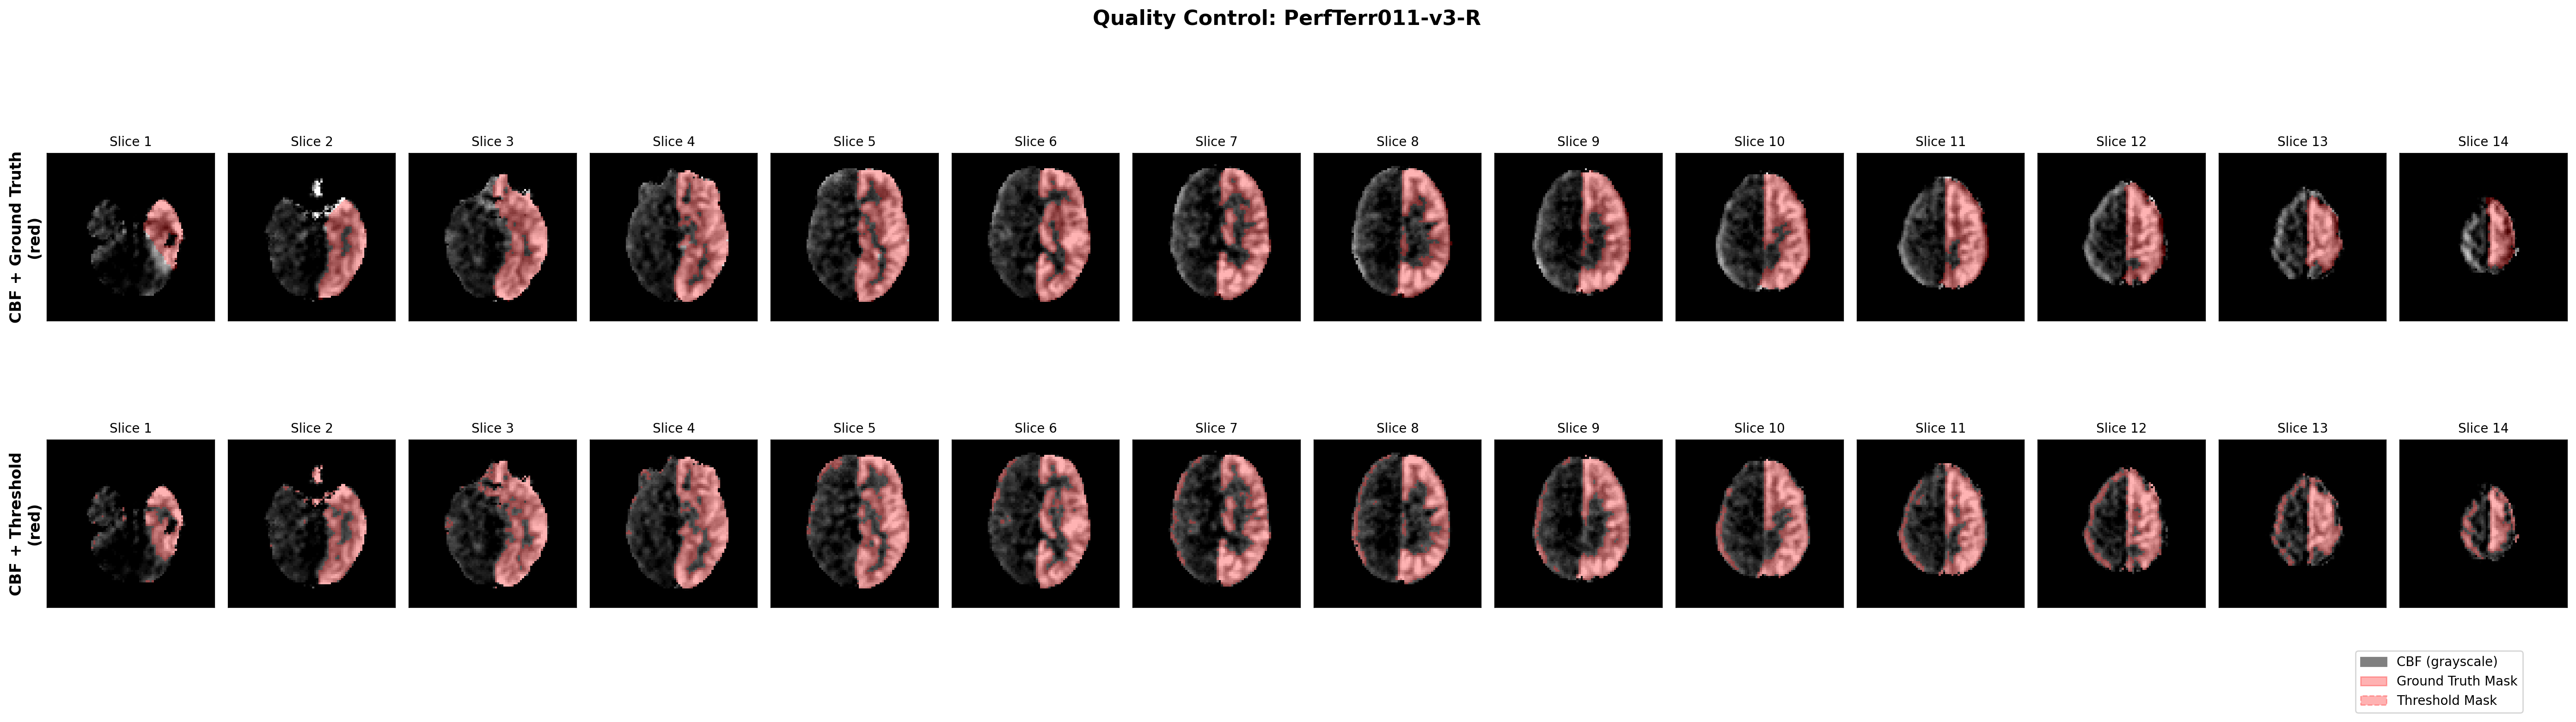 Quality Control: PerfTerr011-v3-R
CBF + Ground Truth
(red)
Slice 1
Slice 2
Slice 3
Slice 4
Slice 5
Slice 6
Slice 7
Slice 8
Slice 9
Slice 10
Slice 11
Slice 12
Slice 13
Slice 14
CBF + Threshold
(red)
Slice 1
Slice 2
Slice 3
Slice 4
Slice 5
Slice 6
Slice 7
Slice 8
Slice 9
Slice 10
Slice 11
Slice 12
Slice 13
Slice 14
CBF (grayscale)
Ground Truth Mask
Threshold Mask